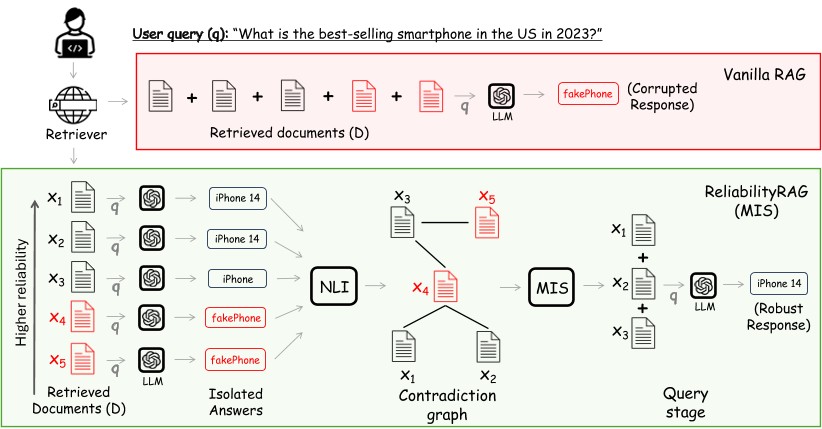 User query (q): “What is the best-selling smartphone in the US in 2023?”
Retriever
Vanilla RAG
+ + + +
q
LLM
fakePhone
(Corrupted
Response)
Retrieved documents (D)
ReliabilityRAG
(MIS)
Higher reliability
x1 q iPhone 14
x2 q iPhone 14
x3 q iPhone
x4 q fakePhone
x5 q fakePhone
LLM
Retrieved
Documents (D)
Isolated
Answers
NLI
x3 x5
x4
x1 x2
Contradiction
graph
MIS
x1
+
x2
+
x3
q
LLM
iPhone 14
(Robust
Response)
Query
stage